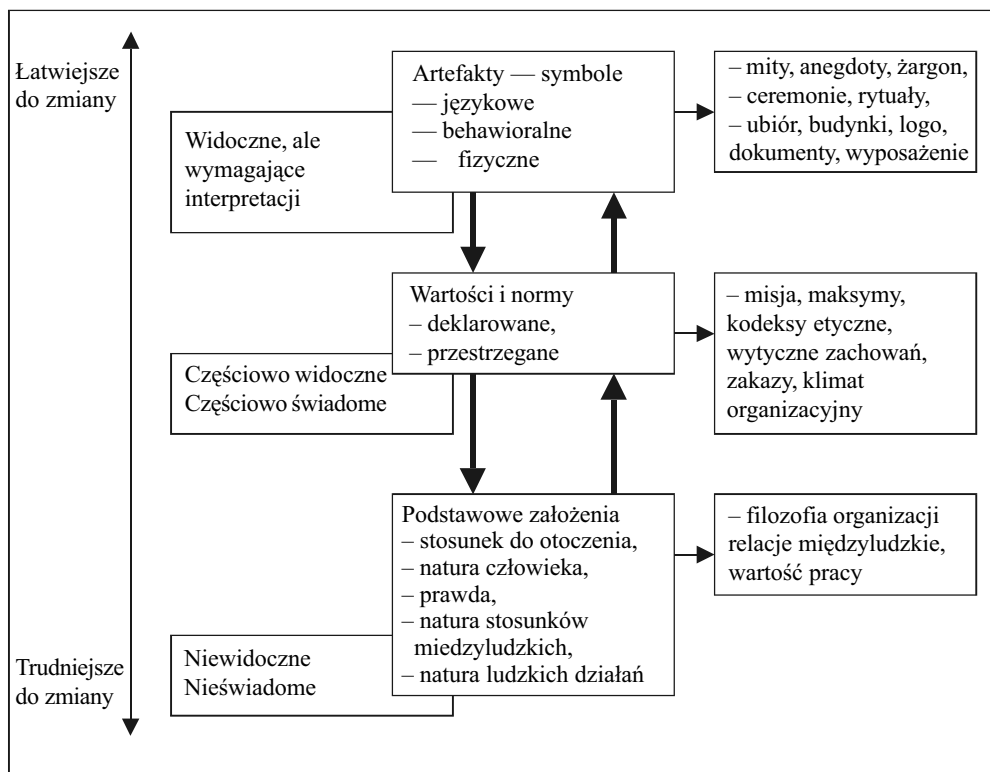 Łatwiejsze
do zmiany
Artefakty — symbole
— językowe
— behawioralne
— fizyczne
– mity, anegdoty, żargon,
– ceremonie, rytuały,
– ubiór, budynki, logo,
dokumenty, wyposażenie
Widoczne, ale
wymagające
interpretacji
Wartości i normy
– deklarowane,
– przestrzegane
– misja, maksymy,
kodeksy etyczne,
wytyczne zachowań,
zakazy, klimat
organizacyjny
Częściowo widoczne
Częściowo świadome
Podstawowe założenia
– stosunek do otoczenia,
– natura człowieka,
– prawda,
– natura stosunków
miedzyludzkich,
– natura ludzkich działań
– filozofia organizacji
relacje międzyludzkie,
wartość pracy
Niewidoczne
Nieświadome
Trudniejsze
do zmiany